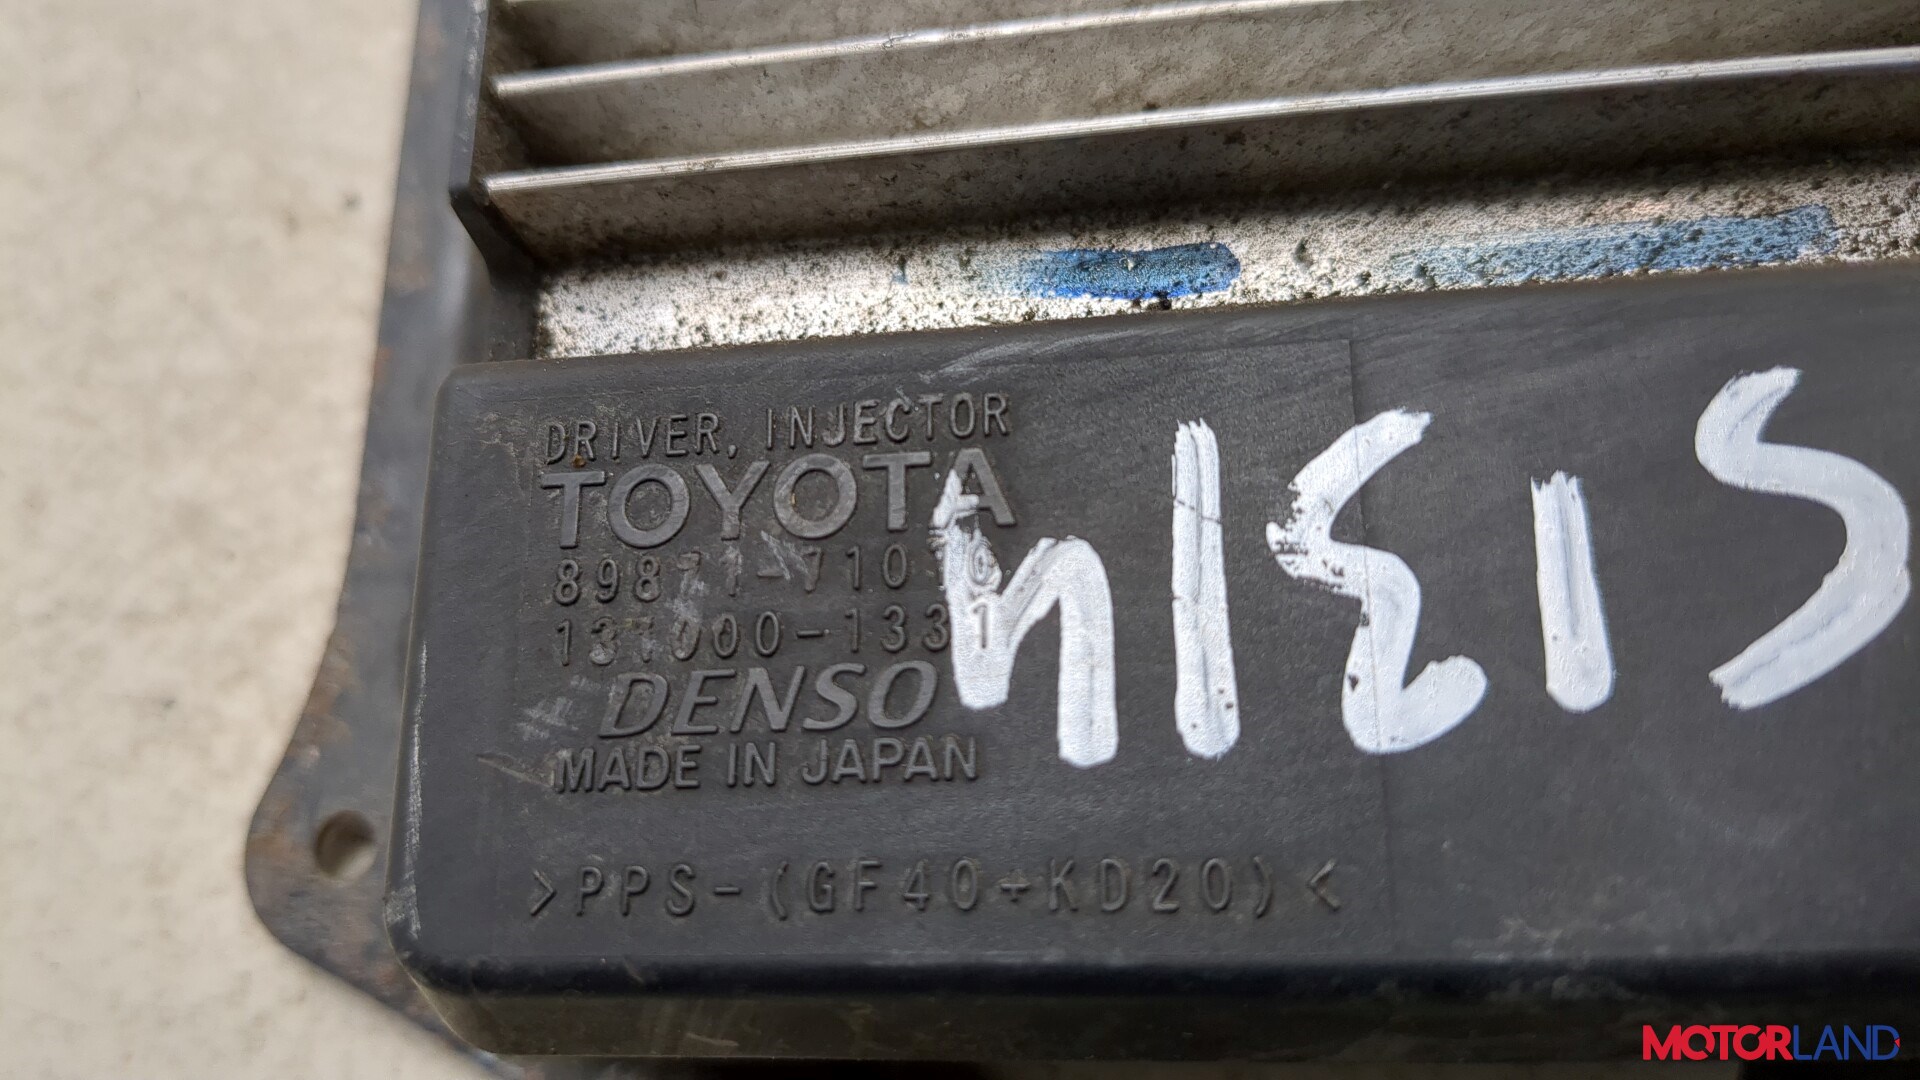 DRIVER, INJECTOR
TOYOTA
89871-71010
131000-1331
DENSO
MADE IN JAPAN
>PPS-(GF40+KD20)<
MOTORLAND